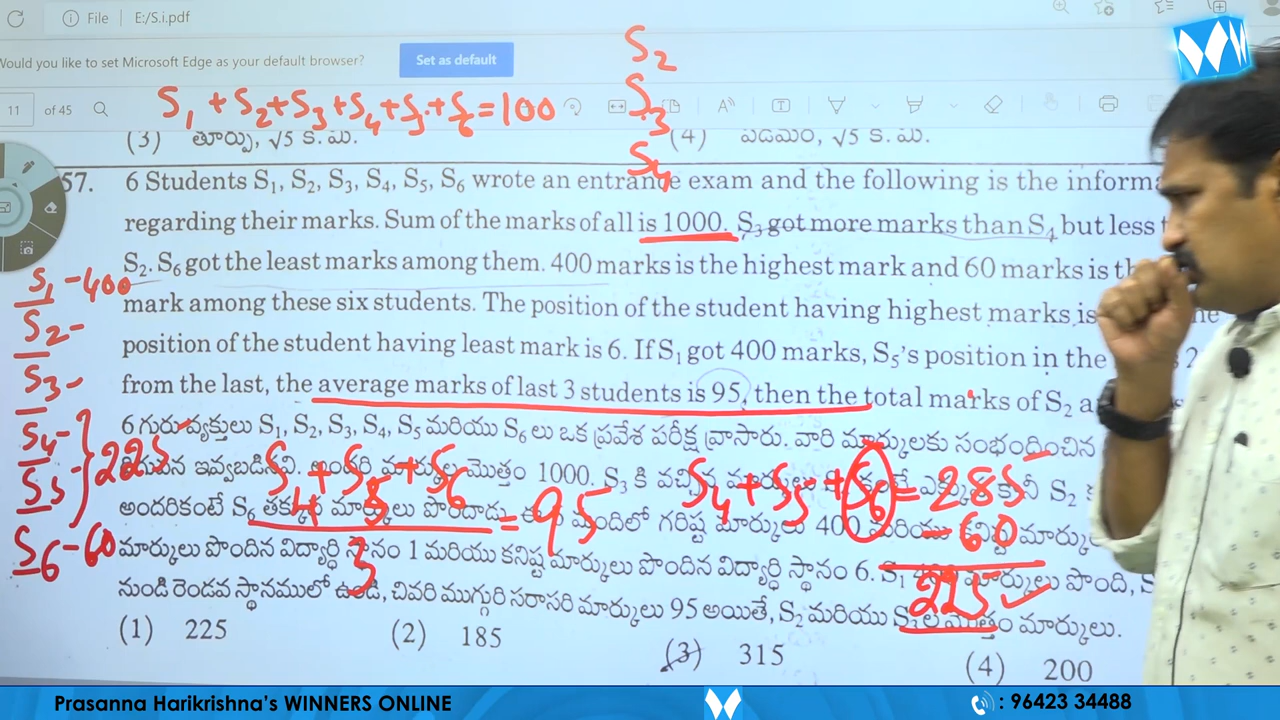 File | E:/S.i.pdf
Would you like to set Microsoft Edge as your default browser?
Set as default
S2
S3
S4
11 of 45
S1 + S2 + S3 + S4 + S5 + S6 = 100
(3) తూర్పు, √5 కి.మీ.
(4) పడమర, √5 కి.మీ.
57. 6 Students S1, S2, S3, S4, S5, S6 wrote an entrance exam and the following is the
regarding their marks. Sum of the marks of all is 1000. S3 got more marks than S4 but less
S2. S6 got the least marks among them. 400 marks is the highest mark and 60 marks is
mark among these six students. The position of the student having highest marks is
position of the student having least mark is 6. If S1 got 400 marks, S5's position in the
from the last, the average marks of last 3 students is 95, then the total marks of S2
S1 - 400
S2 -
S3 -
S4 -
S5
} 225
S6 - 60
6 గురు వ్యక్తులు S1, S2, S3, S4, S5 మరియు S6 లు ఒక ప్రవేశ పరీక్ష వ్రాసారు. వారి మార్కులకు సంభందించిన
మొత్తం 1000. S3 కి వచ్చిన
అందరికంటే S6 తక్కువ మార్కులు పొందాడు.
మార్కులు పొందిన విద్యార్థి స్థానం 1 మరియు కనిష్ట మార్కులు పొందిన విద్యార్థి స్థానం 6. S1 మార్కులు పొంది,
నుండి రెండవ స్థానములో ఉండి, చివరి ముగ్గురి సరాసరి మార్కులు 95 అయితే, S2 మరియు S3 ల మొత్తం మార్కులు.
S4 + S5 + S6
3
= 95
S4 + S5 + S6 = 285
- 60
225
(1) 225
(2) 185
(3) 315
(4) 200
Prasanna Harikrishna's WINNERS ONLINE
: 96423 34488